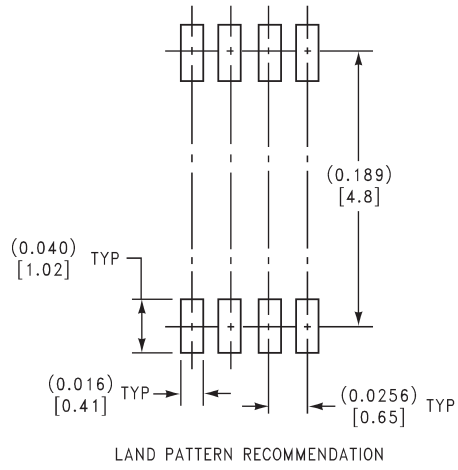 (0.189)
[4.8]
(0.040)
[1.02] TYP
(0.016)
[0.41] TYP
(0.0256)
[0.65] TYP
LAND PATTERN RECOMMENDATION